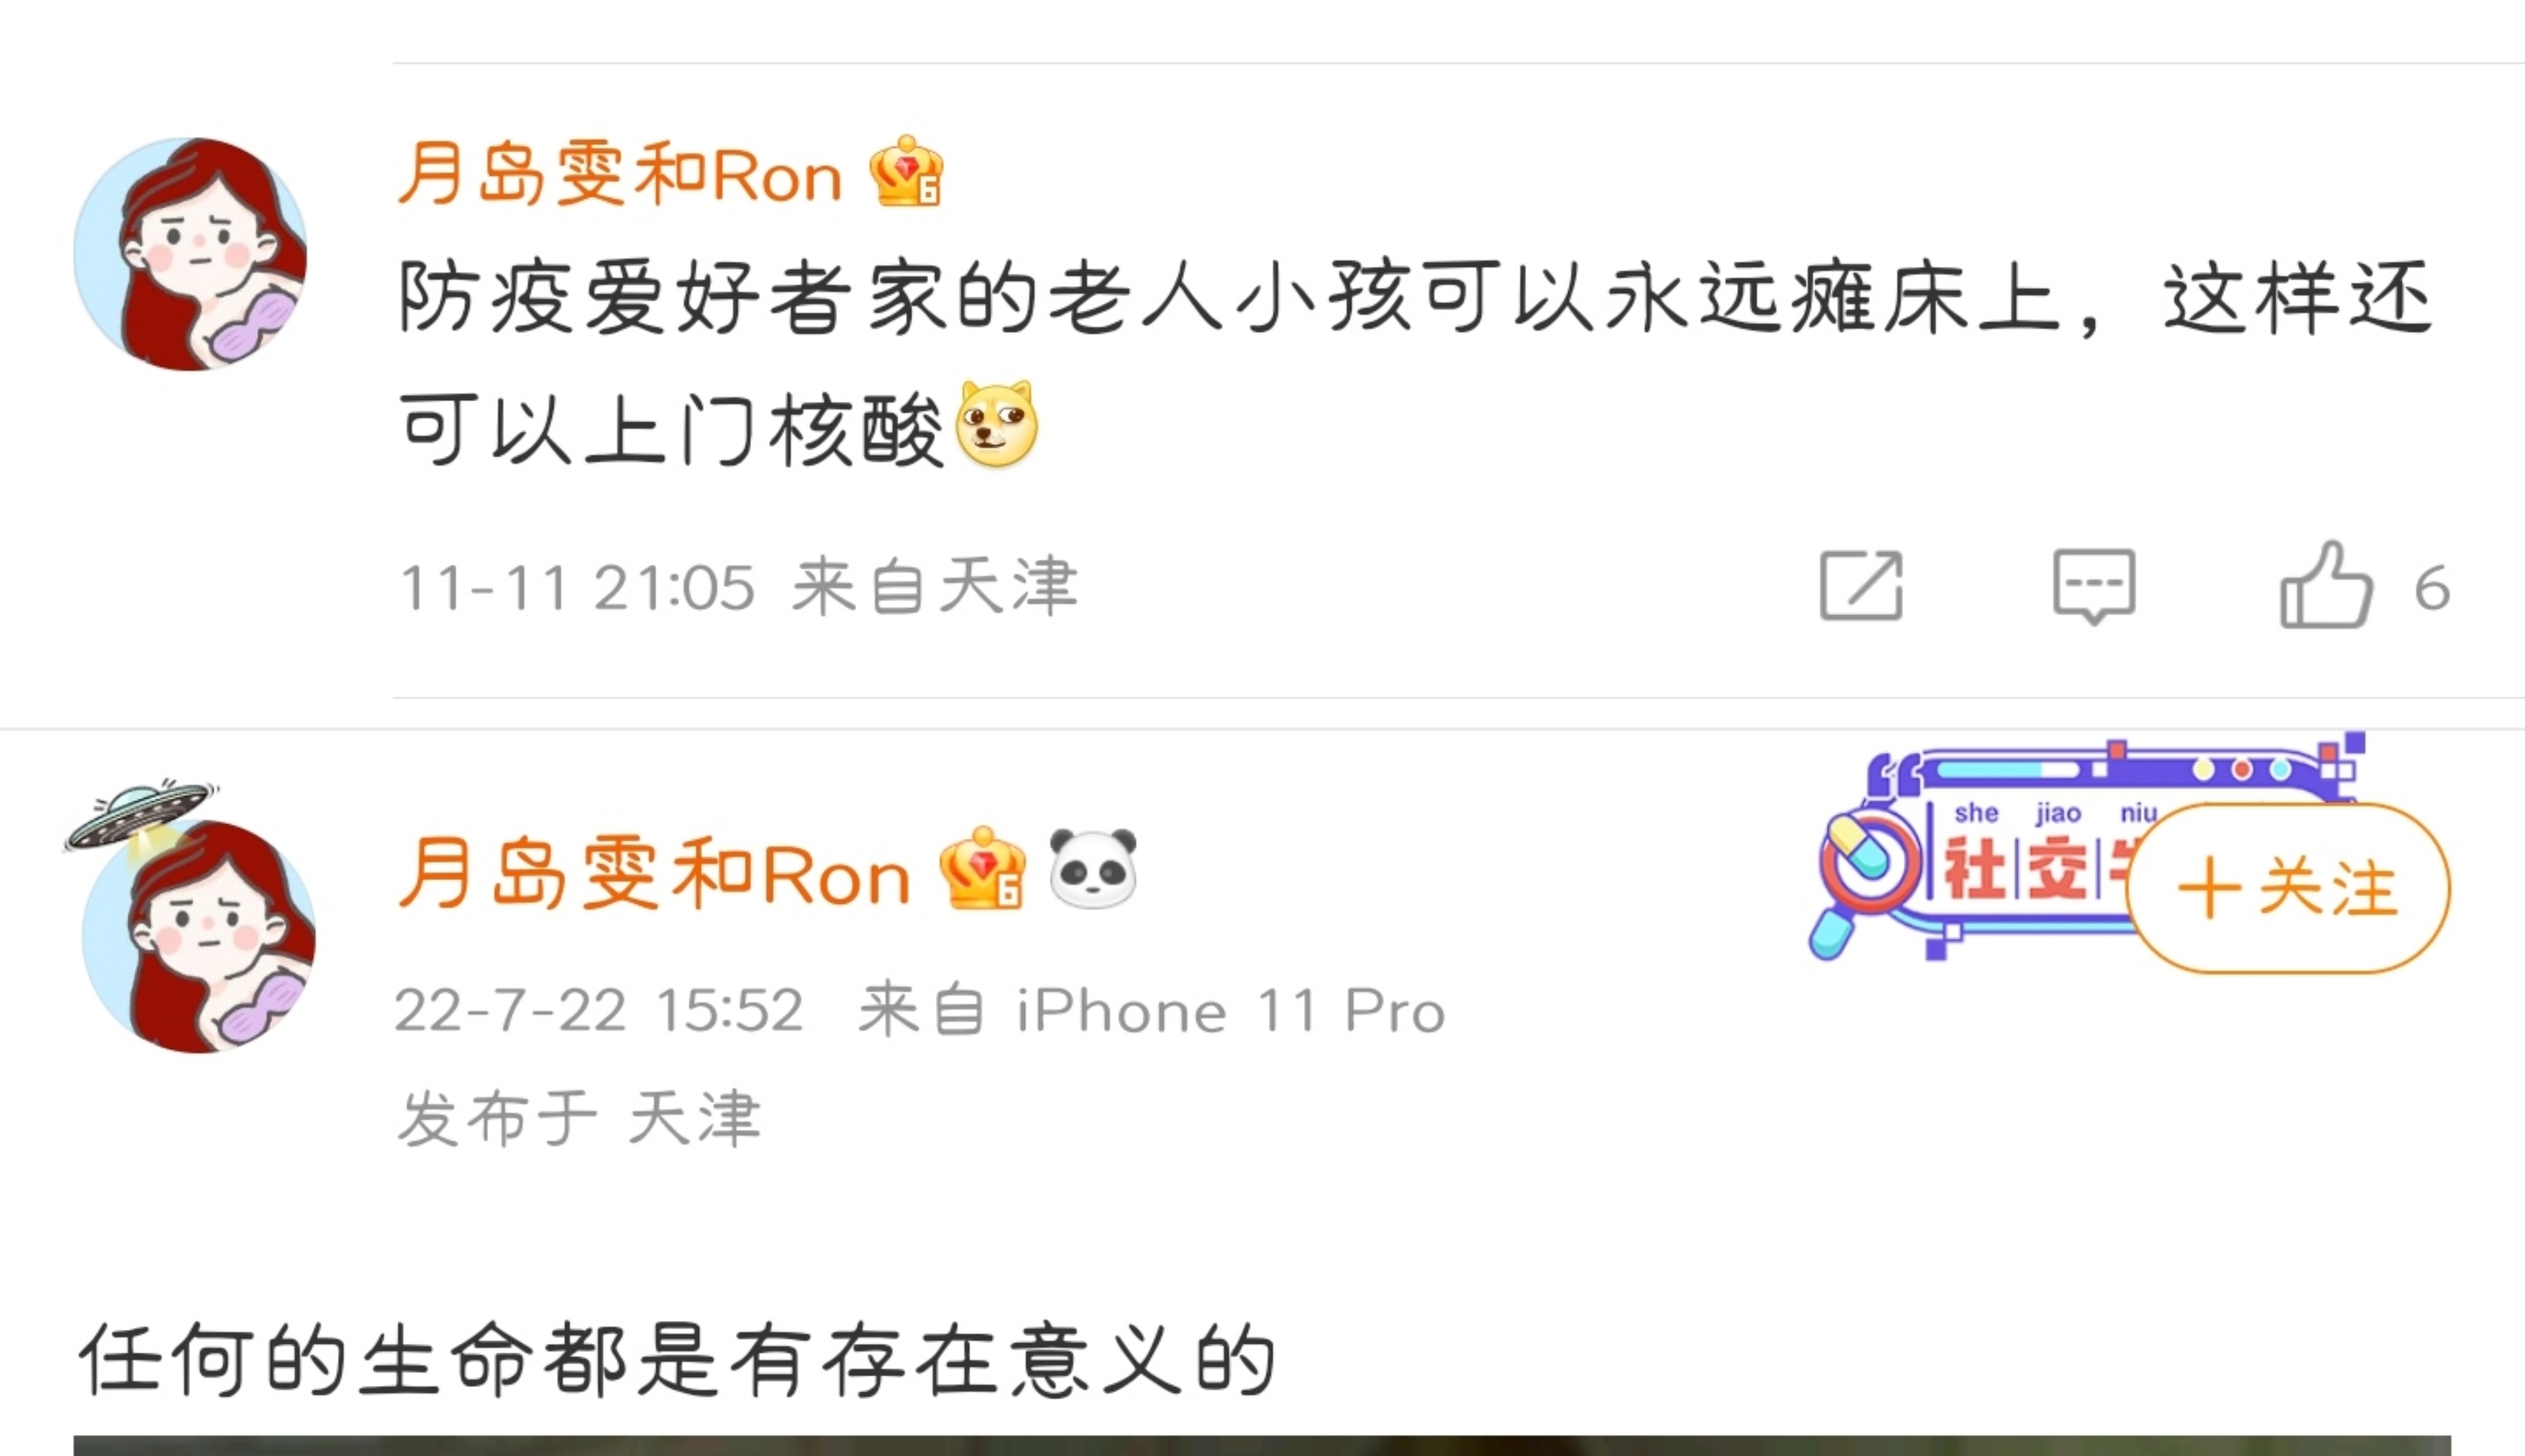 月岛雯和Ron 6
防疫爱好者家的老人小孩可以永远瘫床上，这样还
可以上门核酸
11-11 21:05 来自天津
6
月岛雯和Ron 6
she jiao niu
社交
+关注
22-7-22 15:52 来自 iPhone 11 Pro
发布于 天津
任何的生命都是有存在意义的